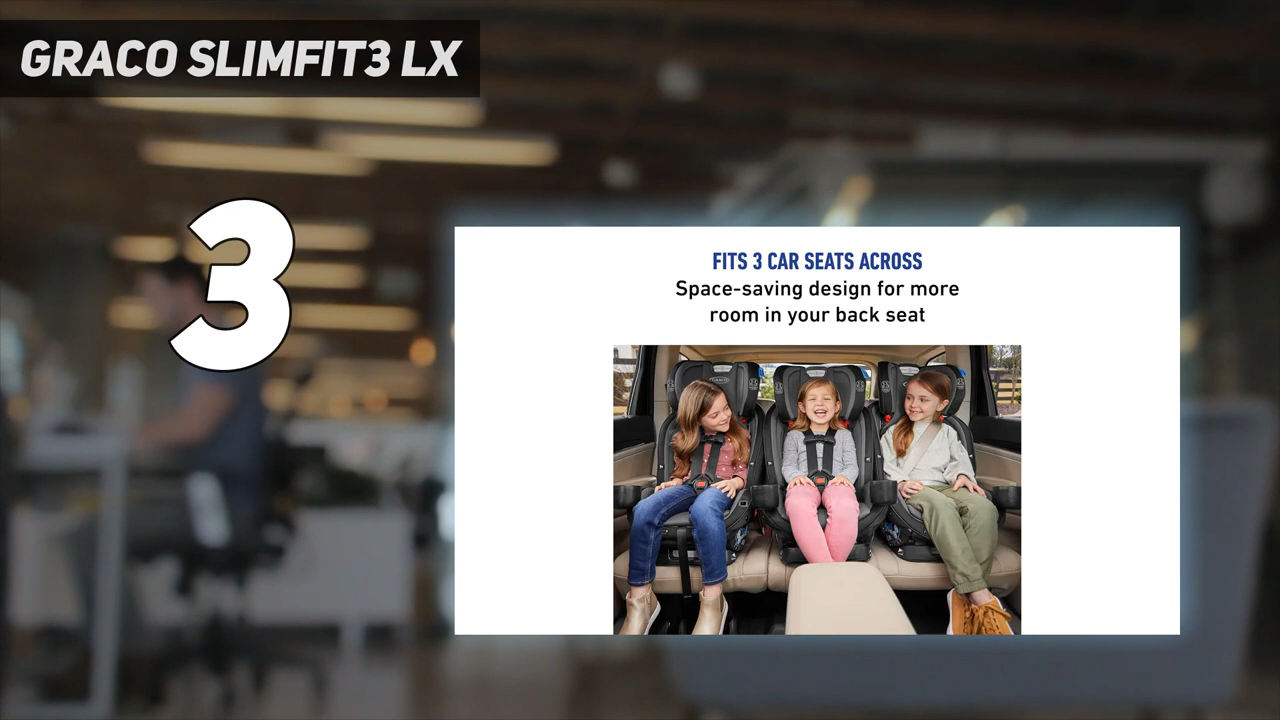 GRACO SLIMFIT3 LX
3
FITS 3 CAR SEATS ACROSS
Space-saving design for more
room in your back seat
GRACO